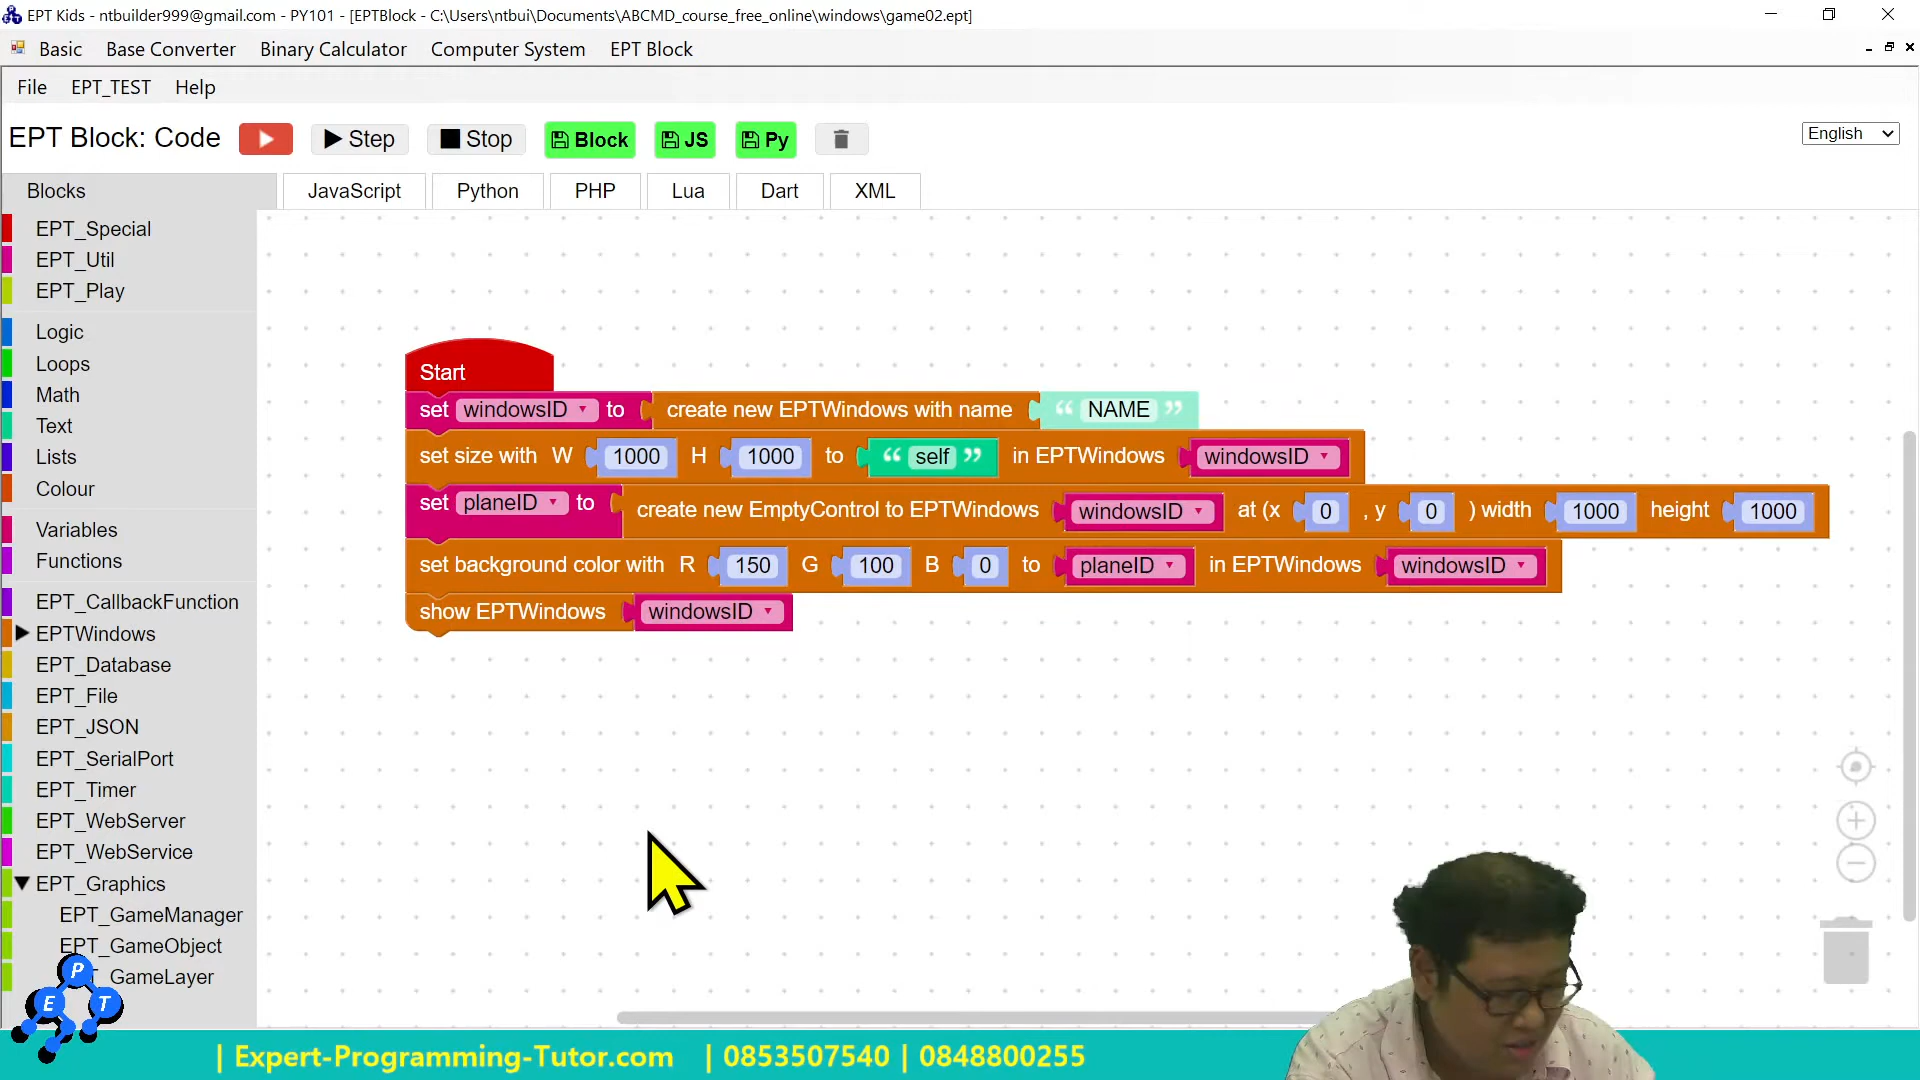 EPT Kids - ntbuilder999@gmail.com - PY101 - [EPTBlock - C:\Users\ntbui\Documents\ABCMD_course_free_online\windows\game02.ept]
Basic Base Converter Binary Calculator Computer System EPT Block
File EPT_TEST Help
EPT Block: Code Step Stop Block JS Py English
Blocks JavaScript Python PHP Lua Dart XML
EPT_Special
EPT_Util
EPT_Play
Logic
Loops
Math
Text
Lists
Colour
Variables
Functions
EPT_CallbackFunction
EPTWindows
EPT_Database
EPT_File
EPT_JSON
EPT_SerialPort
EPT_Timer
EPT_WebServer
EPT_WebService
EPT_Graphics
EPT_GameManager
EPT_GameObject
GameLayer
Start
set windowsID to create new EPTWindows with name “ NAME ”
set size with W 1000 H 1000 to “ self ” in EPTWindows windowsID
set planeID to create new EmptyControl to EPTWindows windowsID at (x 0 , y 0 ) width 1000 height 1000
set background color with R 150 G 100 B 0 to planeID in EPTWindows windowsID
show EPTWindows windowsID
P
E T
| Expert-Programming-Tutor.com | 0853507540 | 0848800255